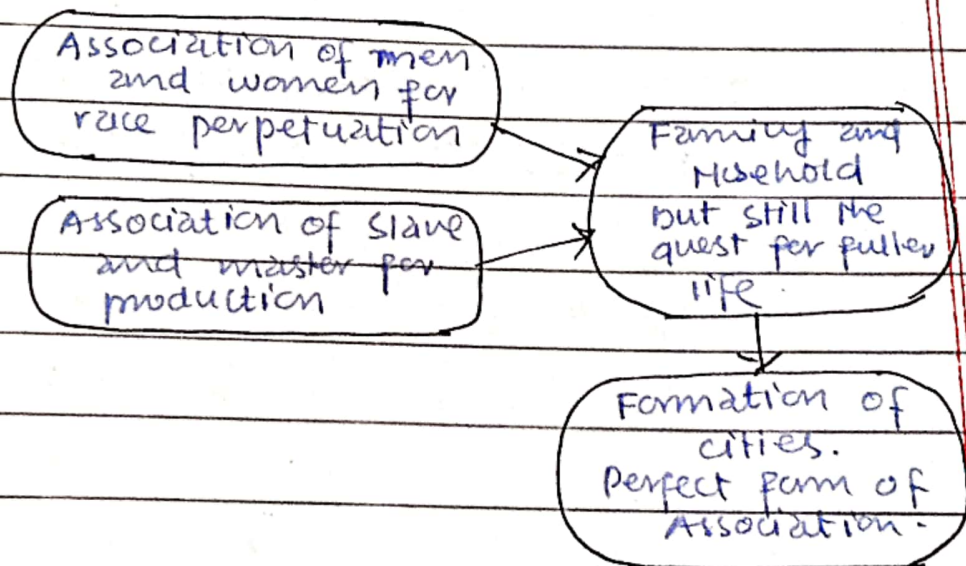 Association of men
and women for
race perpetuation
Association of slave
and master for
production
Family and
Husehold
but still the
quest for fuller
life.
Formation of
cities.
Perfect form of
Association.